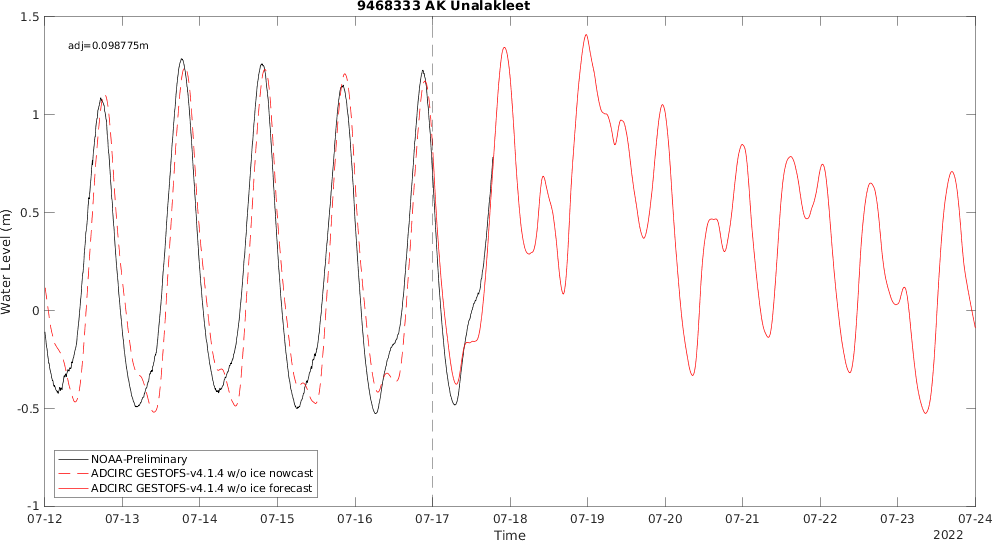 9468333 AK Unalakleet
adj=0.098775m
1.5
1
0.5
0
-0.5
-1
Water Level (m)
NOAA-Preliminary
ADCIRC GESTOFS-v4.1.4 w/o ice nowcast
ADCIRC GESTOFS-v4.1.4 w/o ice forecast
07-12 07-13 07-14 07-15 07-16 07-17 07-18 07-19 07-20 07-21 07-22 07-23 07-24
Time
2022